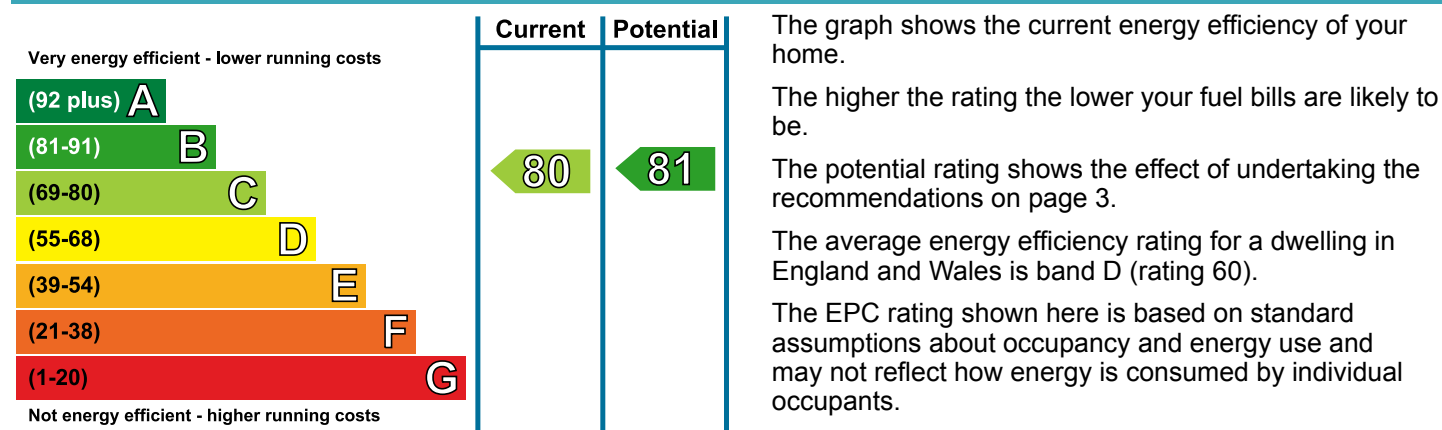 Current Potential
Very energy efficient - lower running costs
(92 plus) A
(81-91) B
(69-80) C
(55-68) D
(39-54) E
(21-38) F
(1-20) G
Not energy efficient - higher running costs
80
81
The graph shows the current energy efficiency of your
home.
The higher the rating the lower your fuel bills are likely to
be.
The potential rating shows the effect of undertaking the
recommendations on page 3.
The average energy efficiency rating for a dwelling in
England and Wales is band D (rating 60).
The EPC rating shown here is based on standard
assumptions about occupancy and energy use and
may not reflect how energy is consumed by individual
occupants.